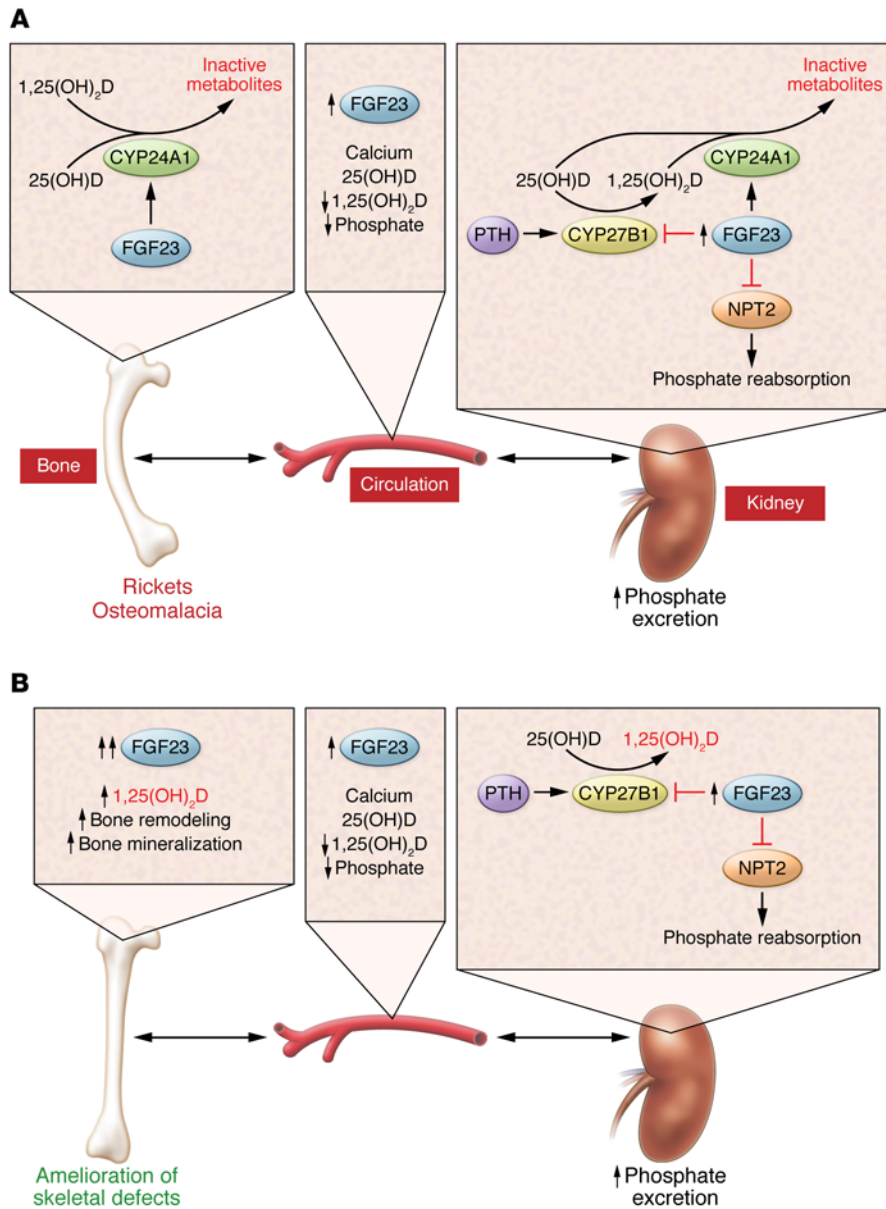 A
1,25(OH)₂D
25(OH)D
CYP24A1
Inactive
metabolites
FGF23
↑ FGF23
Calcium
25(OH)D
↓1,25(OH)₂D
↓Phosphate
Inactive
metabolites
CYP24A1
25(OH)D
1,25(OH)₂D
PTH
CYP27B1
↑ FGF23
NPT2
Phosphate reabsorption
Bone
Circulation
Kidney
Rickets
Osteomalacia
↑Phosphate
excretion
B
↑↑ FGF23
↑ 1,25(OH)₂D
↑ Bone remodeling
↑ Bone mineralization
↑ FGF23
Calcium
25(OH)D
↓1,25(OH)₂D
↓Phosphate
25(OH)D
1,25(OH)₂D
PTH
CYP27B1
↑ FGF23
NPT2
Phosphate reabsorption
Amelioration of
skeletal defects
↑Phosphate
excretion